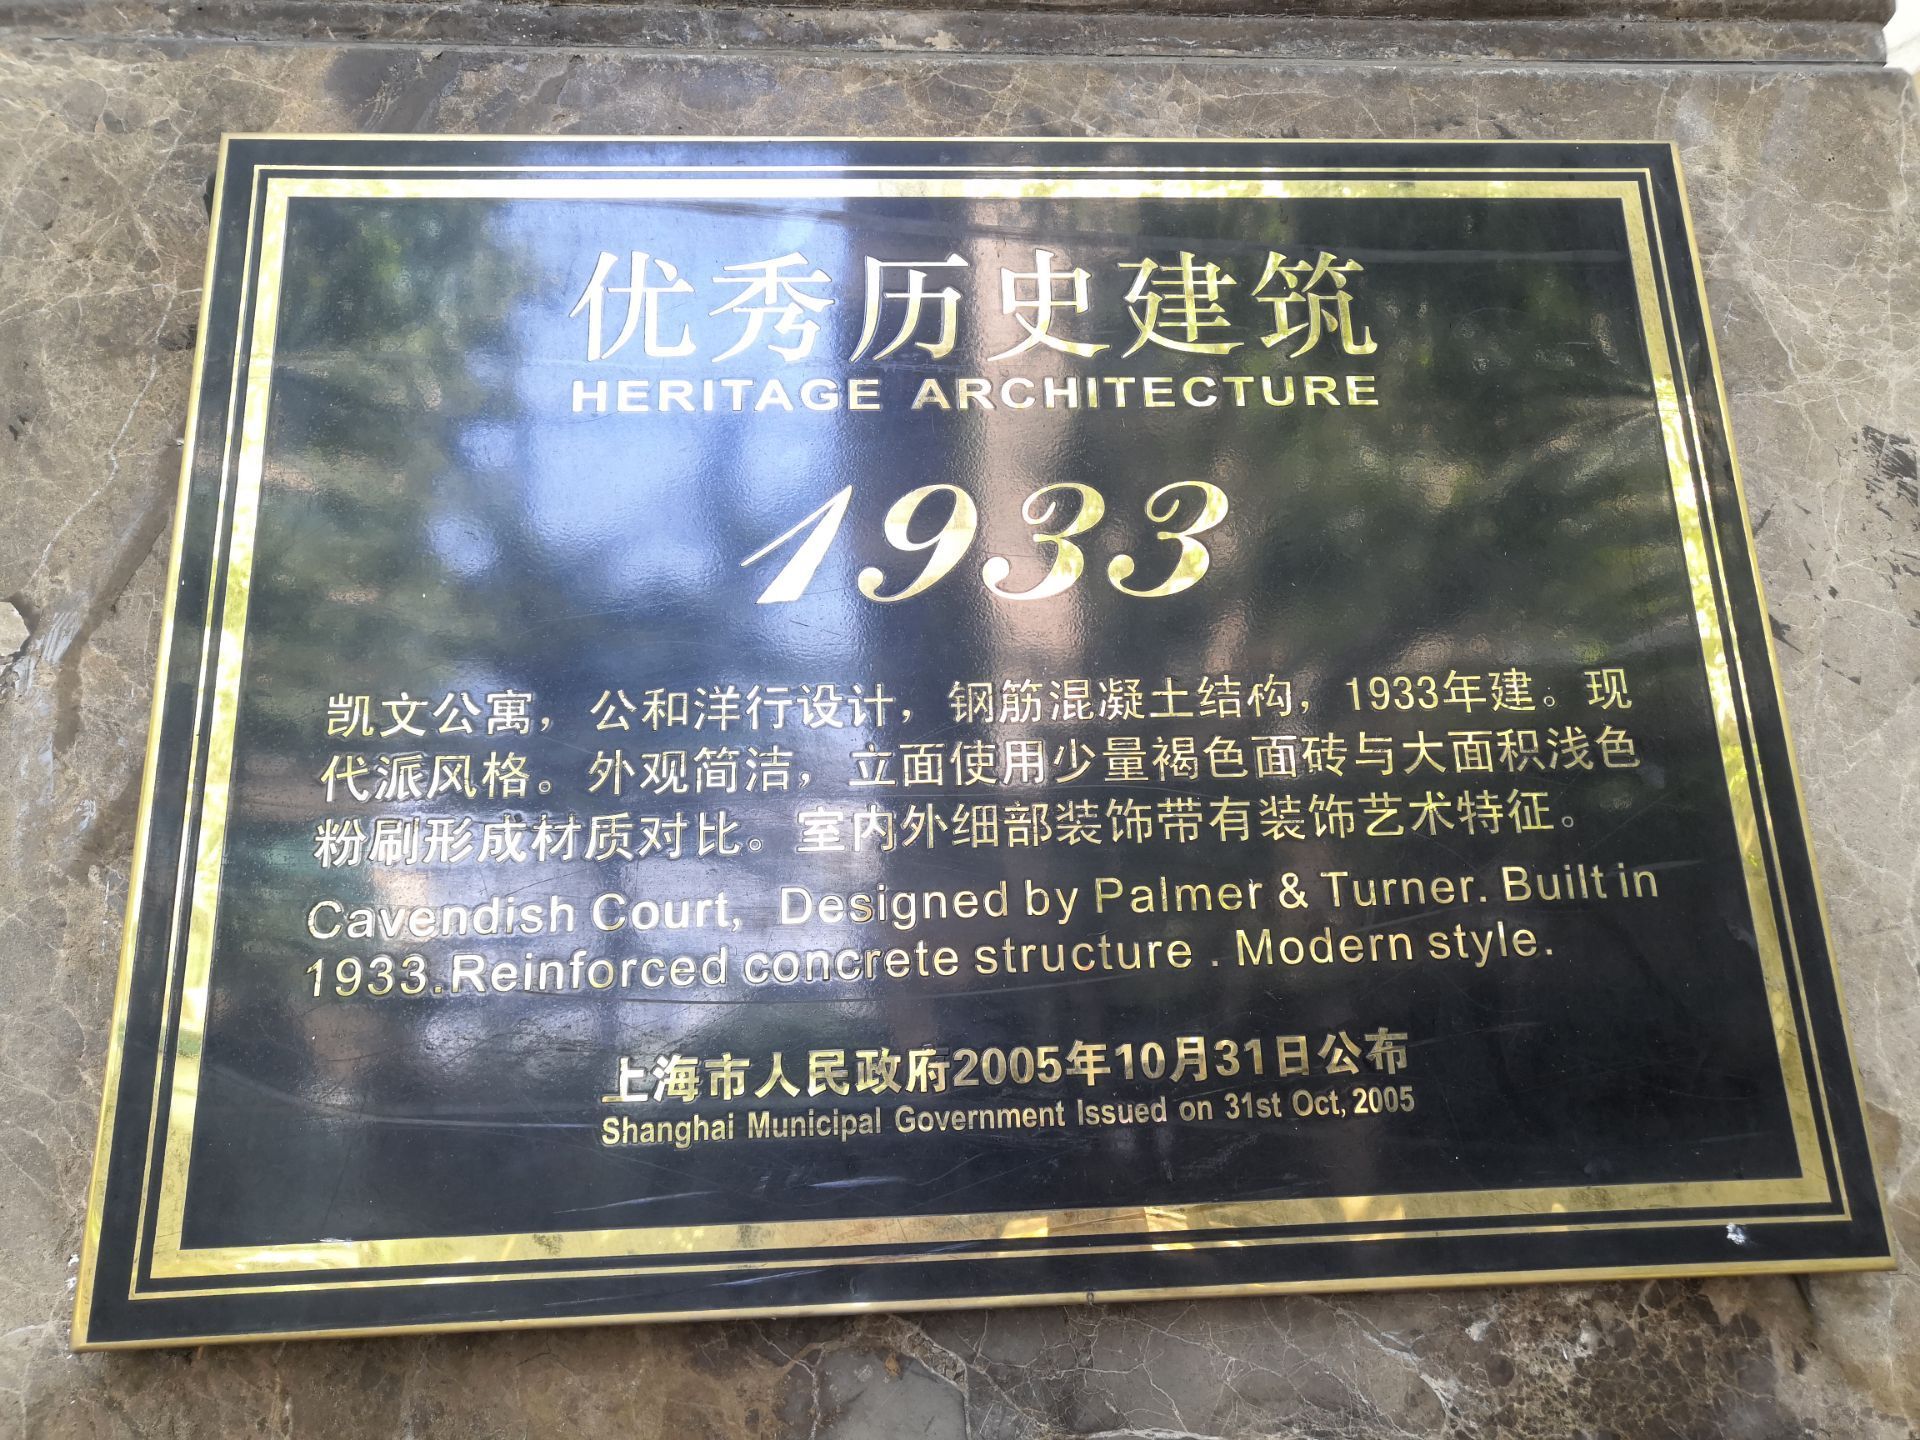 优秀历史建筑
HERITAGE ARCHITECTURE
1933
凯文公寓，公和洋行设计，钢筋混凝土结构，1933年建。现
代派风格。外观简洁，立面使用少量褐色面砖与大面积浅色
粉刷形成材质对比。室内外细部装饰带有装饰艺术特征。
Cavendish Court, Designed by Palmer & Turner. Built in
1933.Reinforced concrete structure . Modern style.
上海市人民政府2005年10月31日公布
Shanghai Municipal Government Issued on 31st Oct, 2005